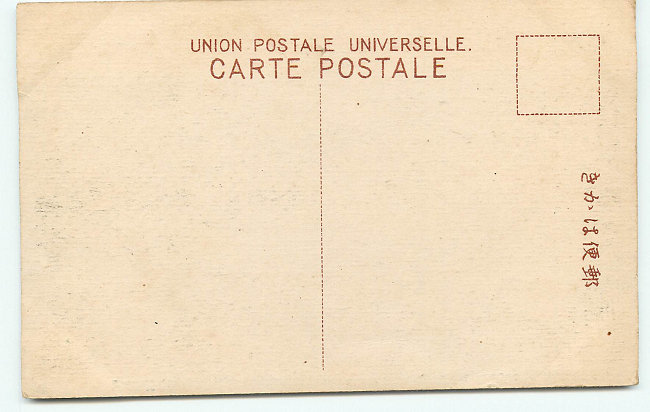 UNION POSTALE UNIVERSELLE.
CARTE POSTALE
郵便はかき